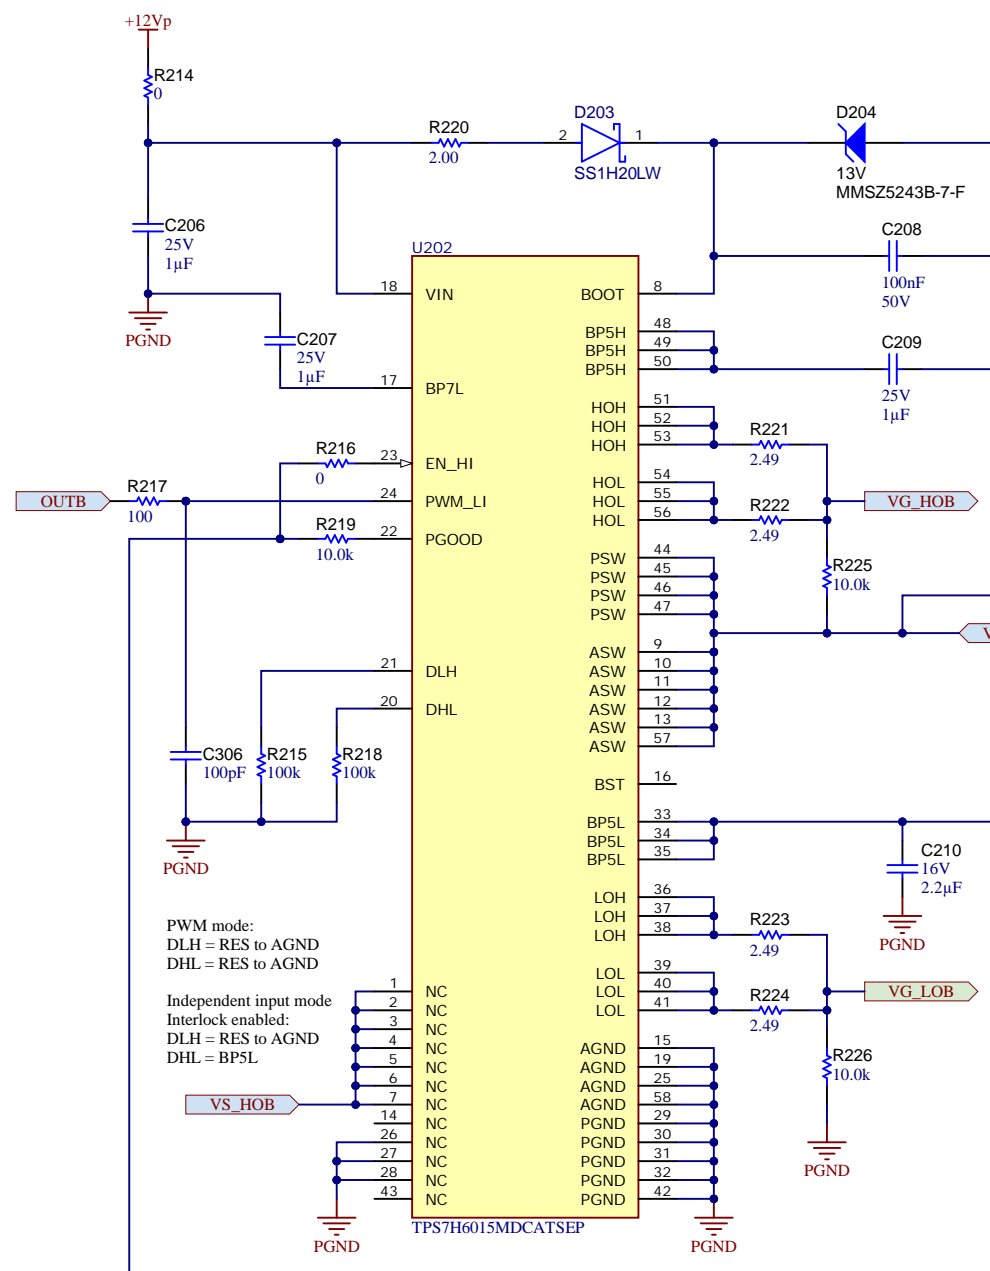 +12Vp
R214
0
R220
2.00
D203
2
1
SS1H20LW
D204
13V
MMSZ5243B-7-F
C206
25V
1µF
PGND
C207
25V
1µF
C208
100nF
50V
C209
25V
1µF
U202
18 VIN
17 BP7L
23 EN_HI
24 PWM_LI
22 PGOOD
21 DLH
20 DHL
1 NC
2 NC
3 NC
4 NC
5 NC
6 NC
7 NC
14 NC
26 NC
27 NC
28 NC
43 NC
BOOT 8
BP5H 48
BP5H 49
BP5H 50
HOH 51
HOH 52
HOH 53
HOL 54
HOL 55
HOL 56
PSW 44
PSW 45
PSW 46
PSW 47
ASW 9
ASW 10
ASW 11
ASW 12
ASW 13
ASW 57
BST 16
BP5L 33
BP5L 34
BP5L 35
LOH 36
LOH 37
LOH 38
LOL 39
LOL 40
LOL 41
AGND 15
AGND 19
AGND 25
AGND 58
PGND 29
PGND 30
PGND 31
PGND 32
PGND 42
TPS7H6015MDCATSEP
R216
0
OUTB
R217
100
R219
10.0k
C306
100pF
R215
100k
R218
100k
PGND
R221
2.49
R222
2.49
VG_HOB
R225
10.0k
V
C210
16V
2.2µF
PGND
R223
2.49
R224
2.49
VG_LOB
R226
10.0k
PGND
PWM mode:
DLH = RES to AGND
DHL = RES to AGND
Independent input mode
Interlock enabled:
DLH = RES to AGND
DHL = BP5L
VS_HOB
PGND
PGND